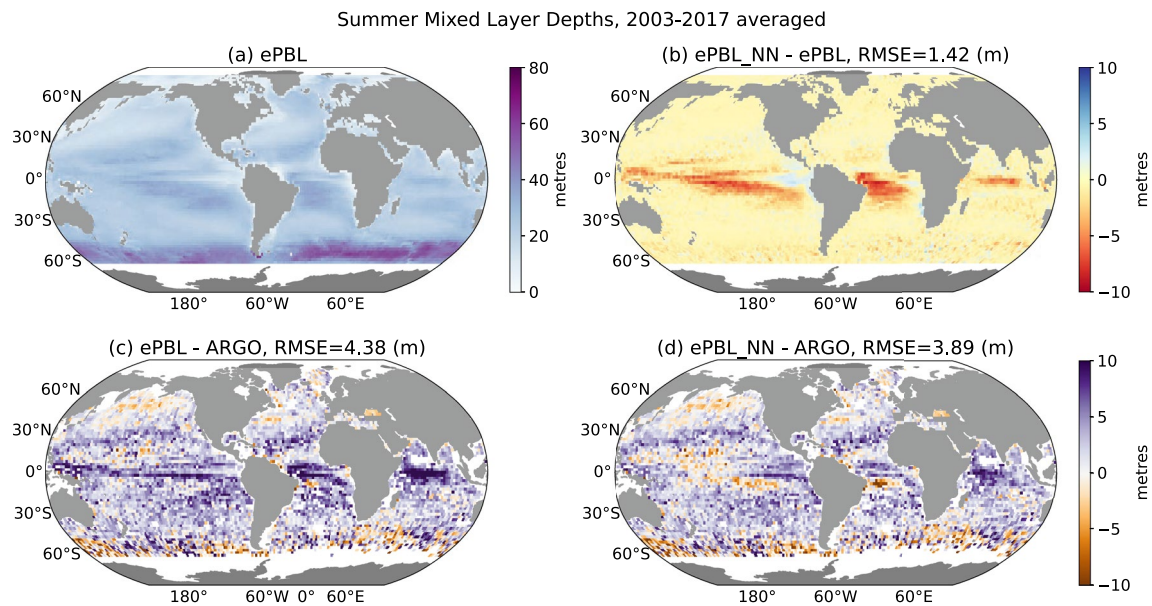 Summer Mixed Layer Depths, 2003-2017 averaged
(a) ePBL
60°N
30°N
0°
30°S
60°S
180° 60°W 60°E
80
60
40
20
0
metres
(b) ePBL_NN - ePBL, RMSE=1.42 (m)
60°N
30°N
0°
30°S
60°S
180° 60°W 60°E
10
5
0
−5
−10
metres
(c) ePBL - ARGO, RMSE=4.38 (m)
60°N
30°N
0°
30°S
60°S
180° 60°W 0° 60°E
(d) ePBL_NN - ARGO, RMSE=3.89 (m)
60°N
30°N
0°
30°S
60°S
180° 60°W 60°E
10
5
0
−5
−10
metres